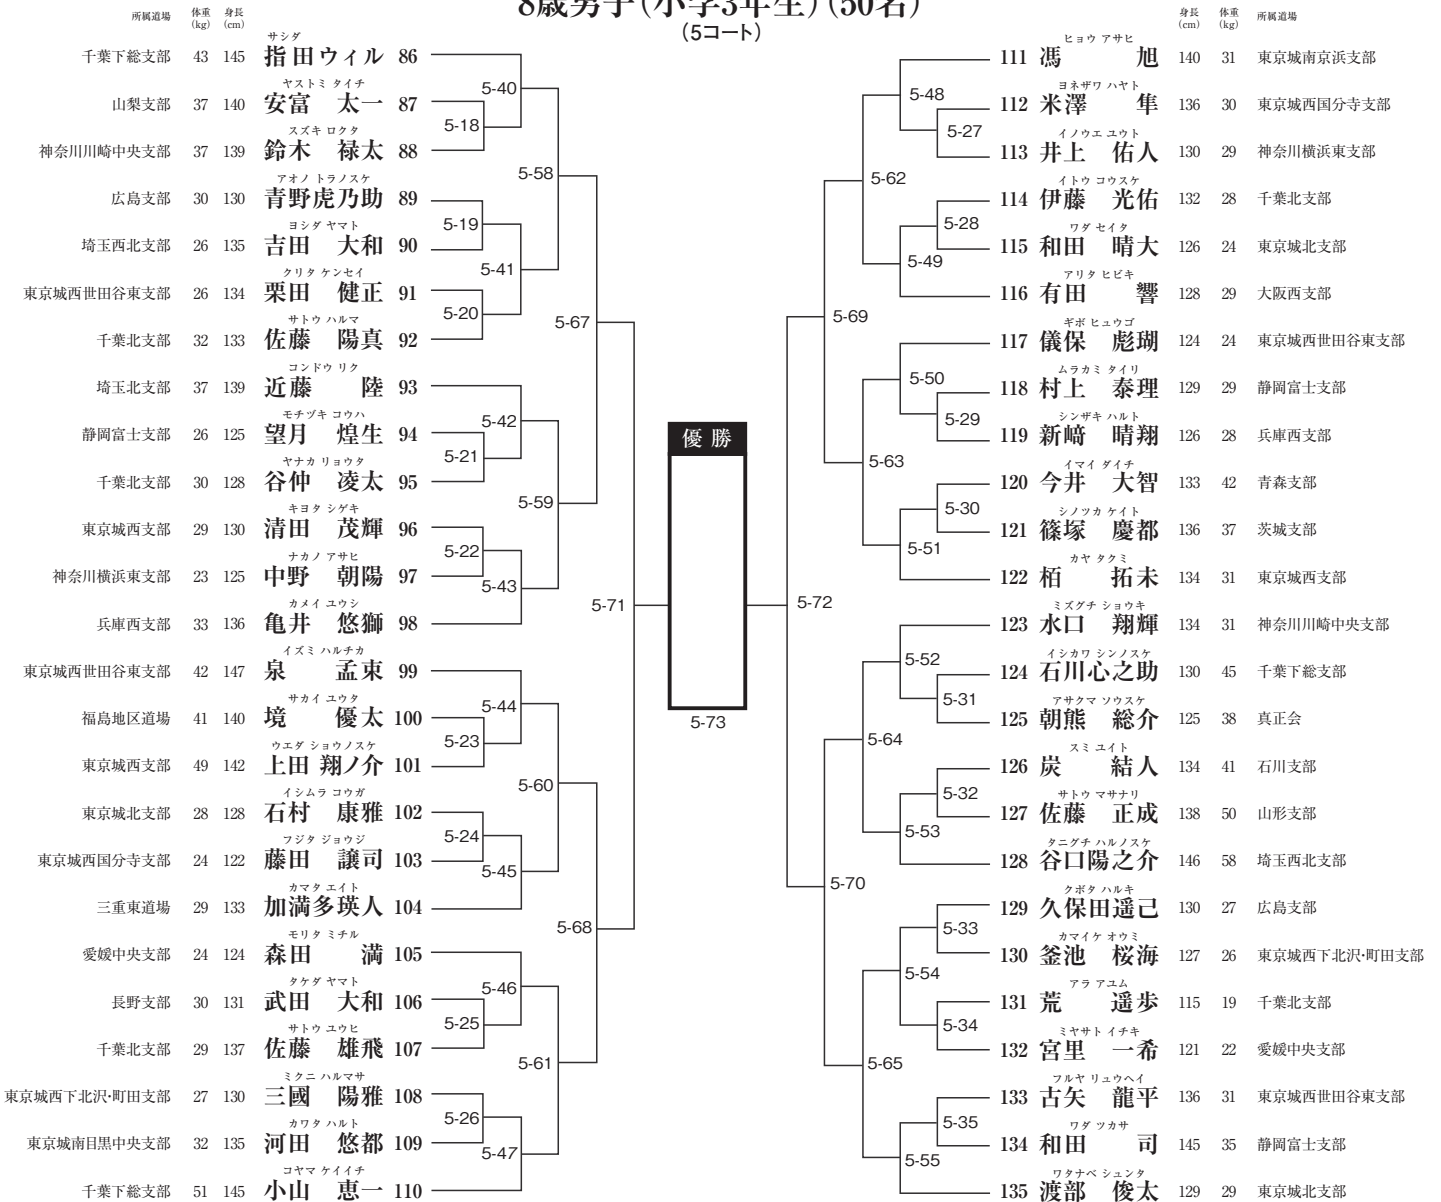 8歳男子(小学3年生)(50名)
(5コート)
所属道場 体重(kg) 身長(cm)
サシダ
千葉下総支部 43 145 指田ウィル 86
ヤストミ タイチ
山梨支部 37 140 安富 太一 87
スズキ ロクタ
神奈川川崎中央支部 37 139 鈴木 禄太 88
アオノ トラノスケ
広島支部 30 130 青野虎乃助 89
ヨシダ ヤマト
埼玉西北支部 26 135 吉田 大和 90
クリタ ケンセイ
東京城西世田谷東支部 26 134 栗田 健正 91
サトウ ハルマ
千葉北支部 32 133 佐藤 陽真 92
コンドウ リク
埼玉北支部 37 139 近藤 陸 93
モチヅキ コウハ
静岡富士支部 26 125 望月 煌生 94
ヤナカ リョウタ
千葉北支部 30 128 谷仲 凌太 95
キヨタ シゲキ
東京城西支部 29 130 清田 茂輝 96
ナカノ アサヒ
神奈川横浜東支部 23 125 中野 朝陽 97
カメイ ユウシ
兵庫西支部 33 136 亀井 悠獅 98
イズミ ハルチカ
東京城西世田谷東支部 42 147 泉 孟束 99
サカイ ユウタ
福島地区道場 41 140 境 優太 100
ウエダ ショウノスケ
東京城西支部 49 142 上田 翔ノ介 101
イシムラ コウガ
東京城北支部 28 128 石村 康雅 102
フジタ ジョウジ
東京城西国分寺支部 24 122 藤田 譲司 103
カマタ エイト
三重東道場 29 133 加満多瑛人 104
モリタ ミチル
愛媛中央支部 24 124 森田 満 105
タケダ ヤマト
長野支部 30 131 武田 大和 106
サトウ ユウヒ
千葉北支部 29 137 佐藤 雄飛 107
ミクニ ハルマサ
東京城西下北沢・町田支部 27 130 三國 陽雅 108
カワタ ハルト
東京城南目黒中央支部 32 135 河田 悠都 109
コヤマ ケイイチ
千葉下総支部 51 145 小山 恵一 110
5-40
5-18
5-58
5-19
5-41
5-20
5-67
5-42
5-21
5-59
5-22
5-43
5-71
5-44
5-23
5-60
5-24
5-45
5-68
5-46
5-25
5-61
5-26
5-47
優勝
5-73
5-48
5-27
5-62
5-28
5-49
5-69
5-50
5-29
5-63
5-30
5-51
5-72
5-52
5-31
5-64
5-32
5-53
5-70
5-33
5-54
5-34
5-65
5-35
5-55
身長(cm) 体重(kg) 所属道場
ヒョウ アサヒ
111 馮 旭 140 31 東京城南京浜支部
ヨネザワ ハヤト
112 米澤 隼 136 30 東京城西国分寺支部
イノウエ ユウト
113 井上 佑人 130 29 神奈川横浜東支部
イトウ コウスケ
114 伊藤 光佑 132 28 千葉北支部
ワダ セイタ
115 和田 晴大 126 24 東京城北支部
アリタ ヒビキ
116 有田 響 128 29 大阪西支部
ギボ ヒュウゴ
117 儀保 彪瑚 124 24 東京城西世田谷東支部
ムラカミ タイリ
118 村上 泰理 129 29 静岡富士支部
シンザキ ハルト
119 新﨑 晴翔 126 28 兵庫西支部
イマイ ダイチ
120 今井 大智 133 42 青森支部
シノツカ ケイト
121 篠塚 慶都 136 37 茨城支部
カヤ タクミ
122 栢 拓未 134 31 東京城西支部
ミズグチ ショウキ
123 水口 翔輝 134 31 神奈川川崎中央支部
イシカワ シンノスケ
124 石川心之助 130 45 千葉下総支部
アサクマ ソウスケ
125 朝熊 総介 125 38 真正会
スミ ユイト
126 炭 結人 134 41 石川支部
サトウ マサナリ
127 佐藤 正成 138 50 山形支部
タニグチ ハルノスケ
128 谷口陽之介 146 58 埼玉西北支部
クボタ ハルキ
129 久保田遥己 130 27 広島支部
カマイケ オウミ
130 釜池 桜海 127 26 東京城西下北沢・町田支部
アラ アユム
131 荒 遥歩 115 19 千葉北支部
ミヤサト イチキ
132 宮里 一希 121 22 愛媛中央支部
フルヤ リュウヘイ
133 古矢 龍平 136 31 東京城西世田谷東支部
ワダ ツカサ
134 和田 司 145 35 静岡富士支部
ワタナベ シュンタ
135 渡部 俊太 129 29 東京城北支部